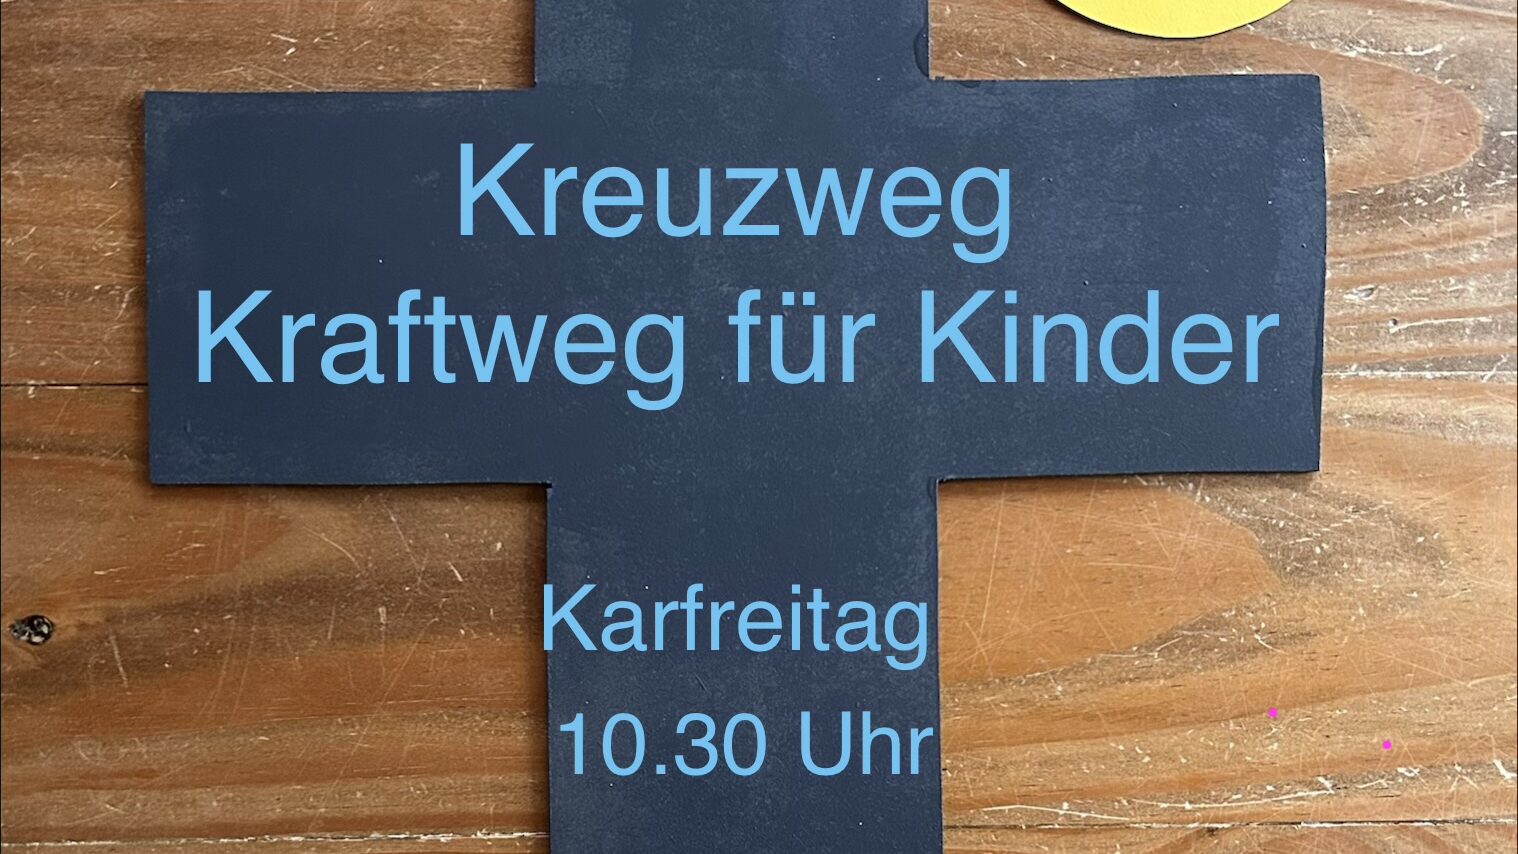 Kreuzweg
Kraftweg für Kinder
Karfreitag
10.30 Uhr